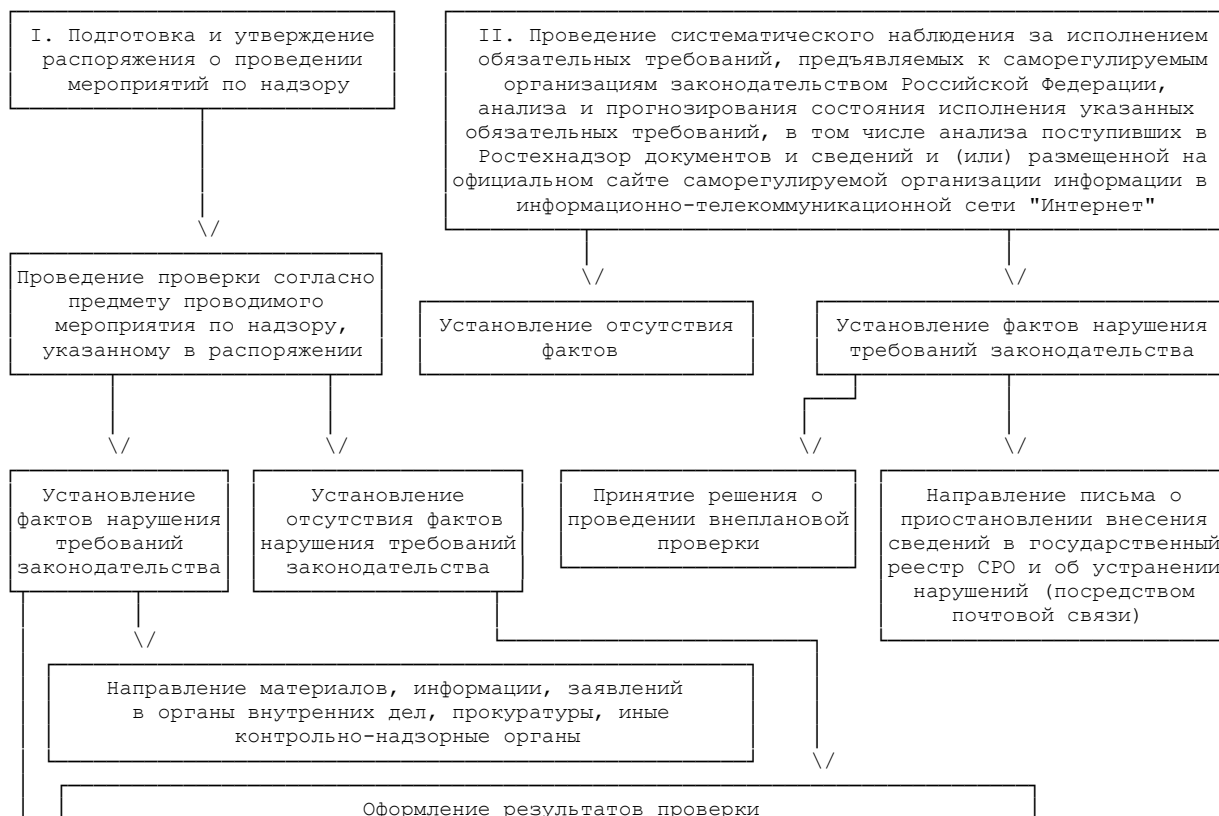 I. Подготовка и утверждение
распоряжения о проведении
мероприятий по надзору
II. Проведение систематического наблюдения за исполнением
обязательных требований, предъявляемых к саморегулируемым
организациям законодательством Российской Федерации,
анализа и прогнозирования состояния исполнения указанных
обязательных требований, в том числе анализа поступивших в
Ростехнадзор документов и сведений и (или) размещенной на
официальном сайте саморегулируемой организации информации в
информационно-телекоммуникационной сети "Интернет"
Проведение проверки согласно
предмету проводимого
мероприятия по надзору,
указанному в распоряжении
Установление отсутствия
фактов
Установление фактов нарушения
требований законодательства
Установление
фактов нарушения
требований
законодательства
Установление
отсутствия фактов
нарушения требований
законодательства
Принятие решения о
проведении внеплановой
проверки
Направление письма о
приостановлении внесения
сведений в государственный
реестр СРО и об устранении
нарушений (посредством
почтовой связи)
Направление материалов, информации, заявлений
в органы внутренних дел, прокуратуры, иные
контрольно-надзорные органы
Оформление результатов проверки